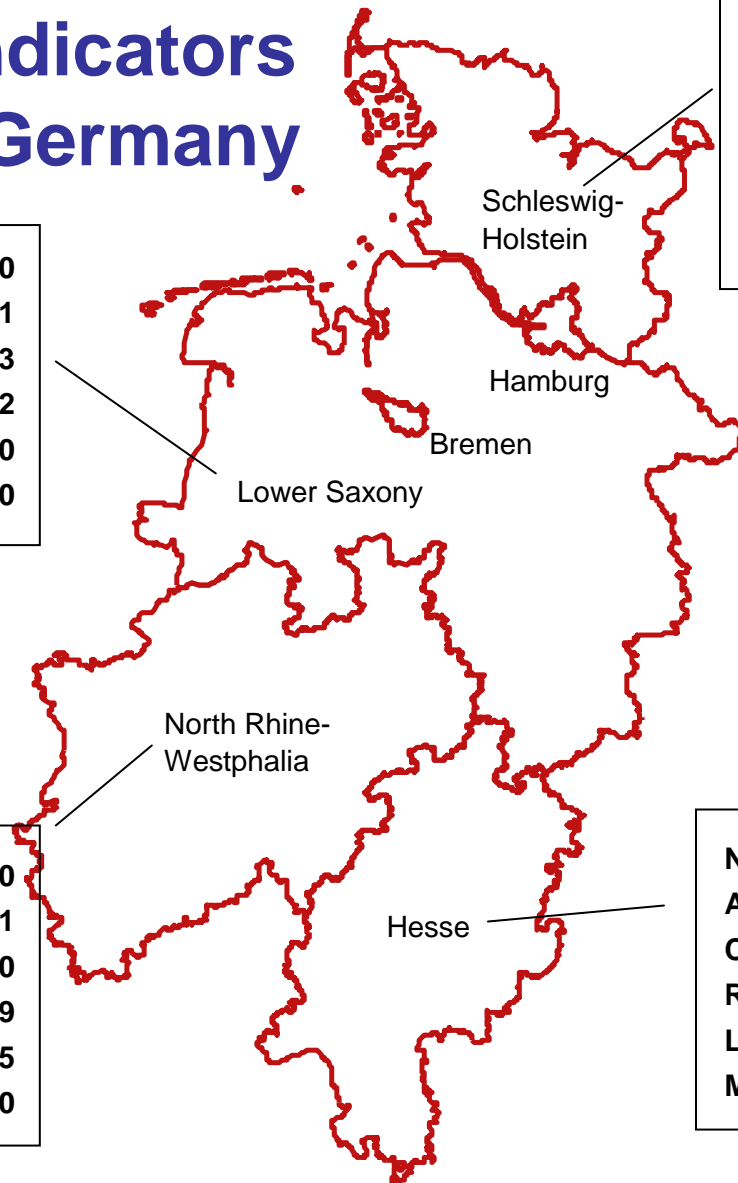 ndicators
Germany
Schleswig-
Holstein
0
1
3
2
0
0
Hamburg
Bremen
Lower Saxony
North Rhine-
Westphalia
0
1
0
9
5
0
Hesse
N
A
C
R
L
M